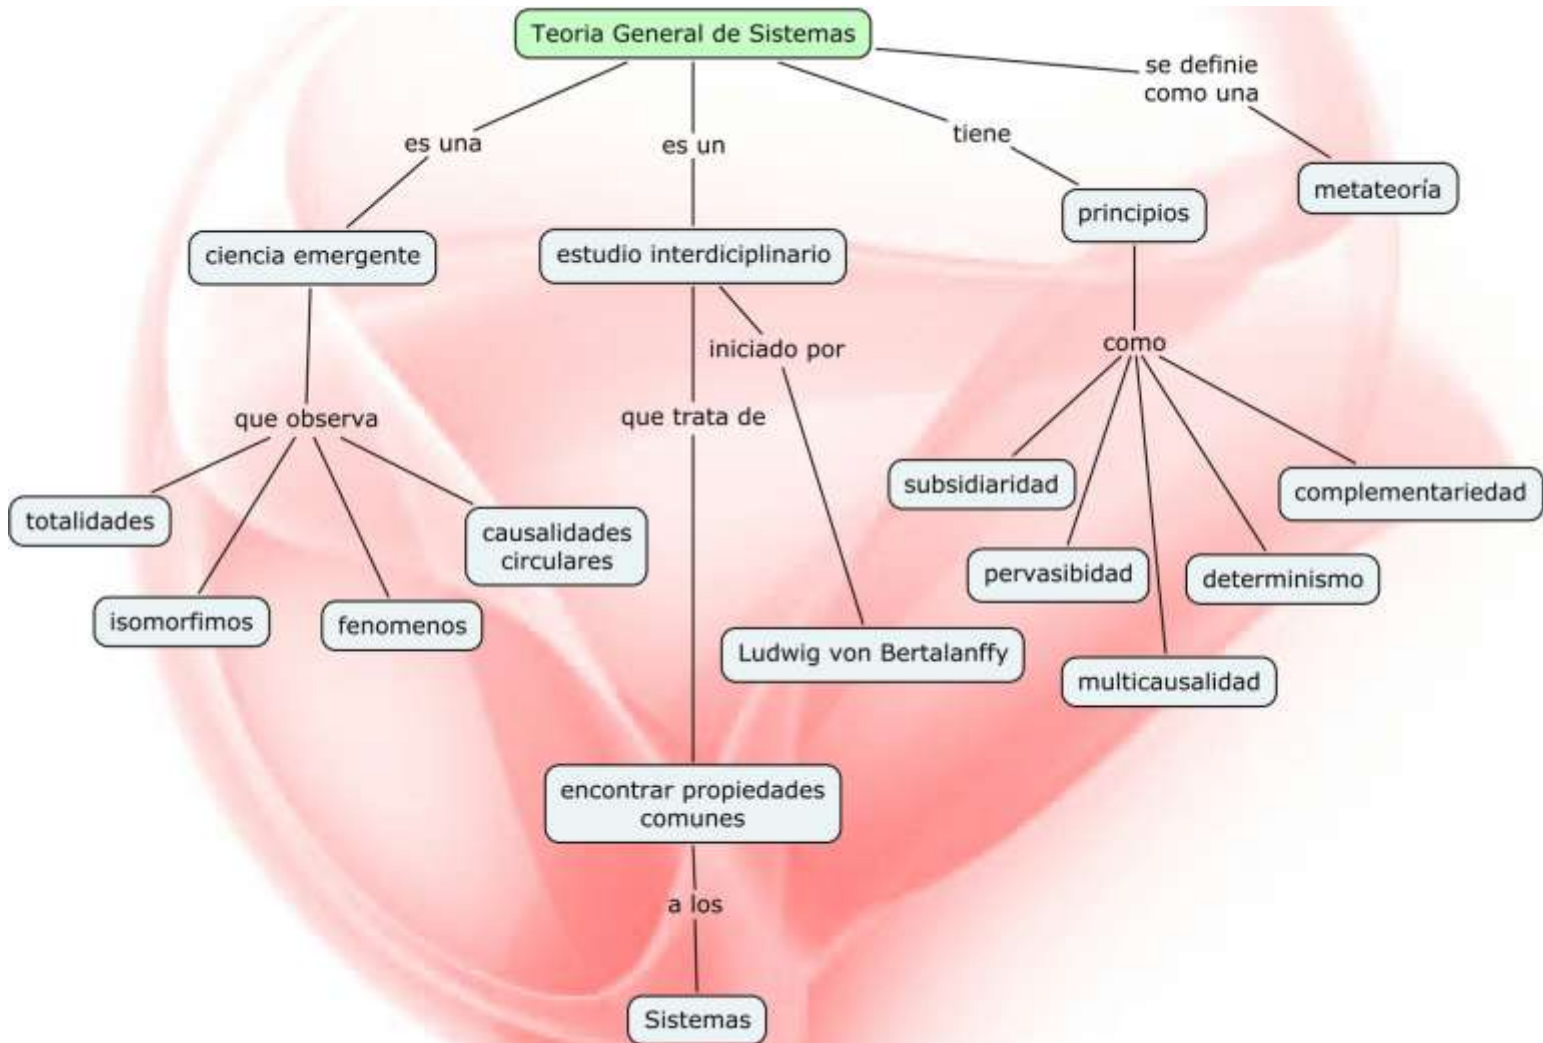 Teoria General de Sistemas
se definie
como una
es una
es un
tiene
metateoría
principios
ciencia emergente
estudio interdiciplinario
iniciado por
como
que observa
que trata de
subsidiaridad
complementariedad
totalidades
causalidades
circulares
pervasibidad
determinismo
isomorfimos
fenomenos
Ludwig von Bertalanffy
multicausalidad
encontrar propiedades
comunes
a los
Sistemas